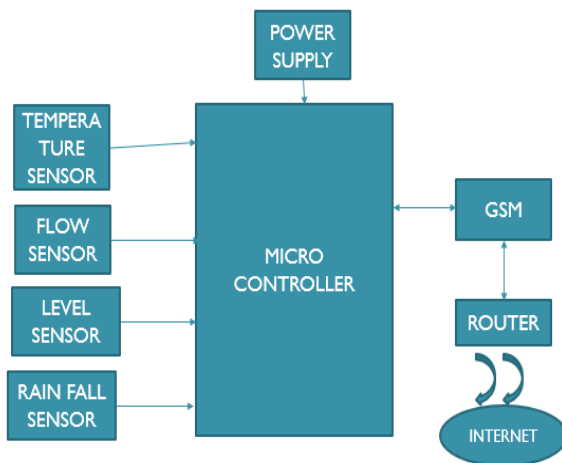 POWER
SUPPLY
TEMPERA
TURE
SENSOR
FLOW
SENSOR
LEVEL
SENSOR
RAIN FALL
SENSOR
MICRO
CONTROLLER
GSM
ROUTER
INTERNET